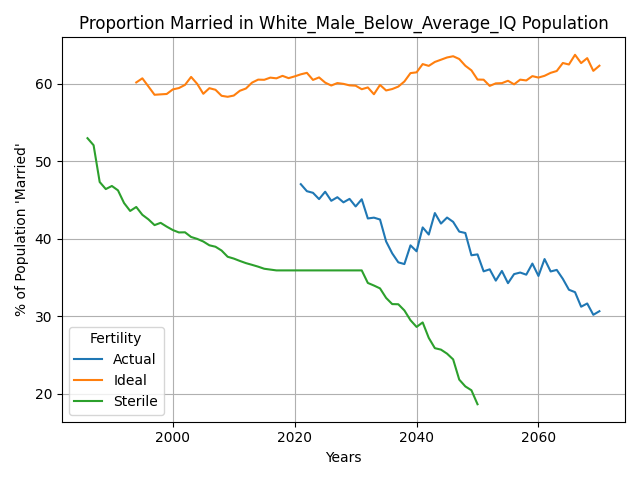 Proportion Married in White_Male_Below_Average_IQ Population
% of Population 'Married'
60
50
40
30
20
Fertility
Actual
Ideal
Sterile
2000
2020
2040
2060
Years